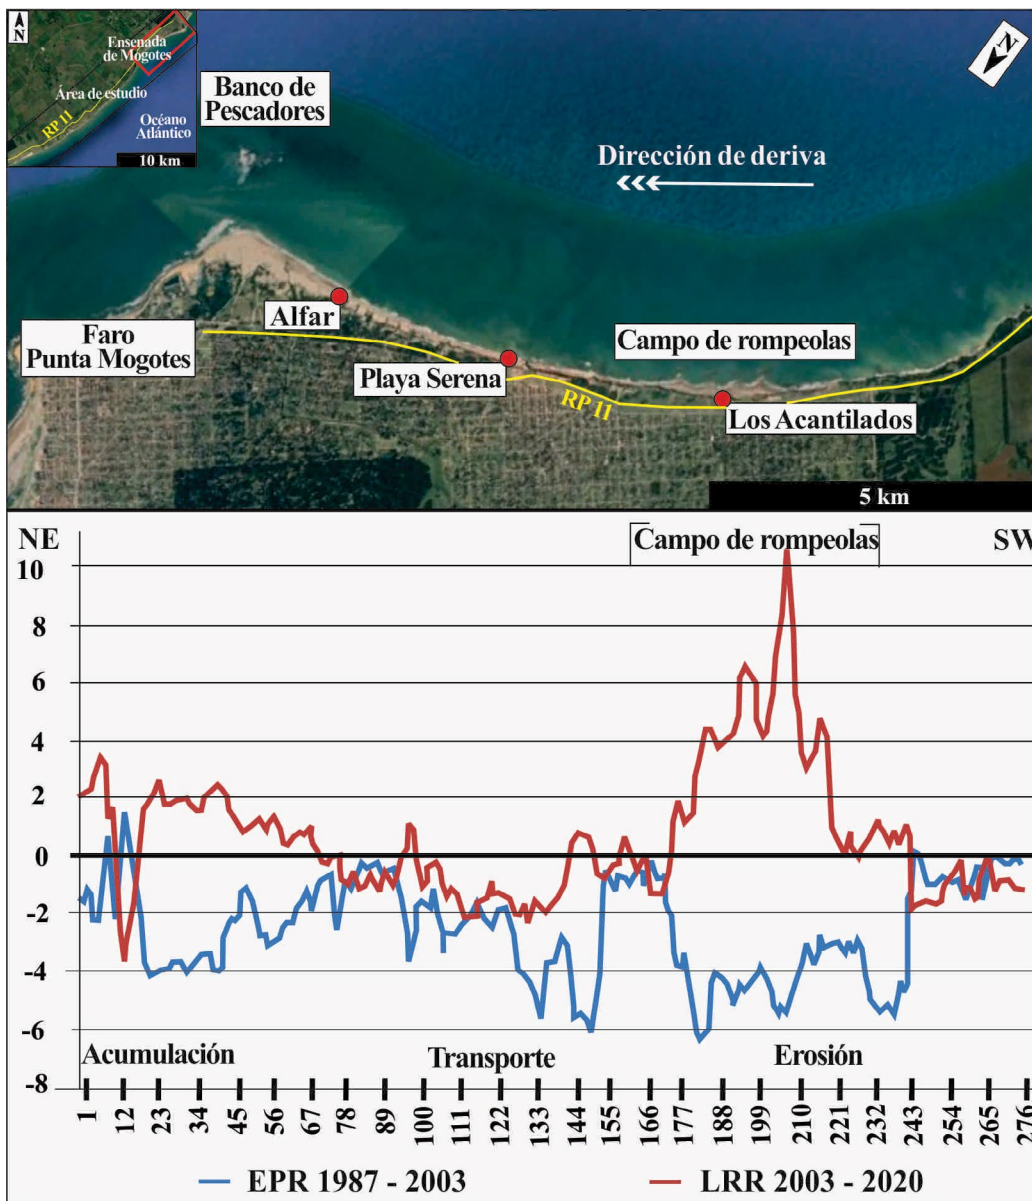 N
Ensenada
de Mogotes
Área de estudio
RP 11
Océano
Atlántico
10 km
Banco de
Pescadores
N
Dirección de deriva
Alfar
Faro
Punta Mogotes
Campo de rompeolas
Playa Serena
RP 11
Los Acantilados
5 km
NE
Campo de rompeolas
SW
10
8
6
4
2
0
-2
-4
-6
-8
Acumulación
Transporte
Erosión
1 12 23 34 45 56 67 78 89 100 111 122 133 144 155 166 177 188 199 210 211 232 243 254 265 276
EPR 1987 - 2003
LRR 2003 - 2020